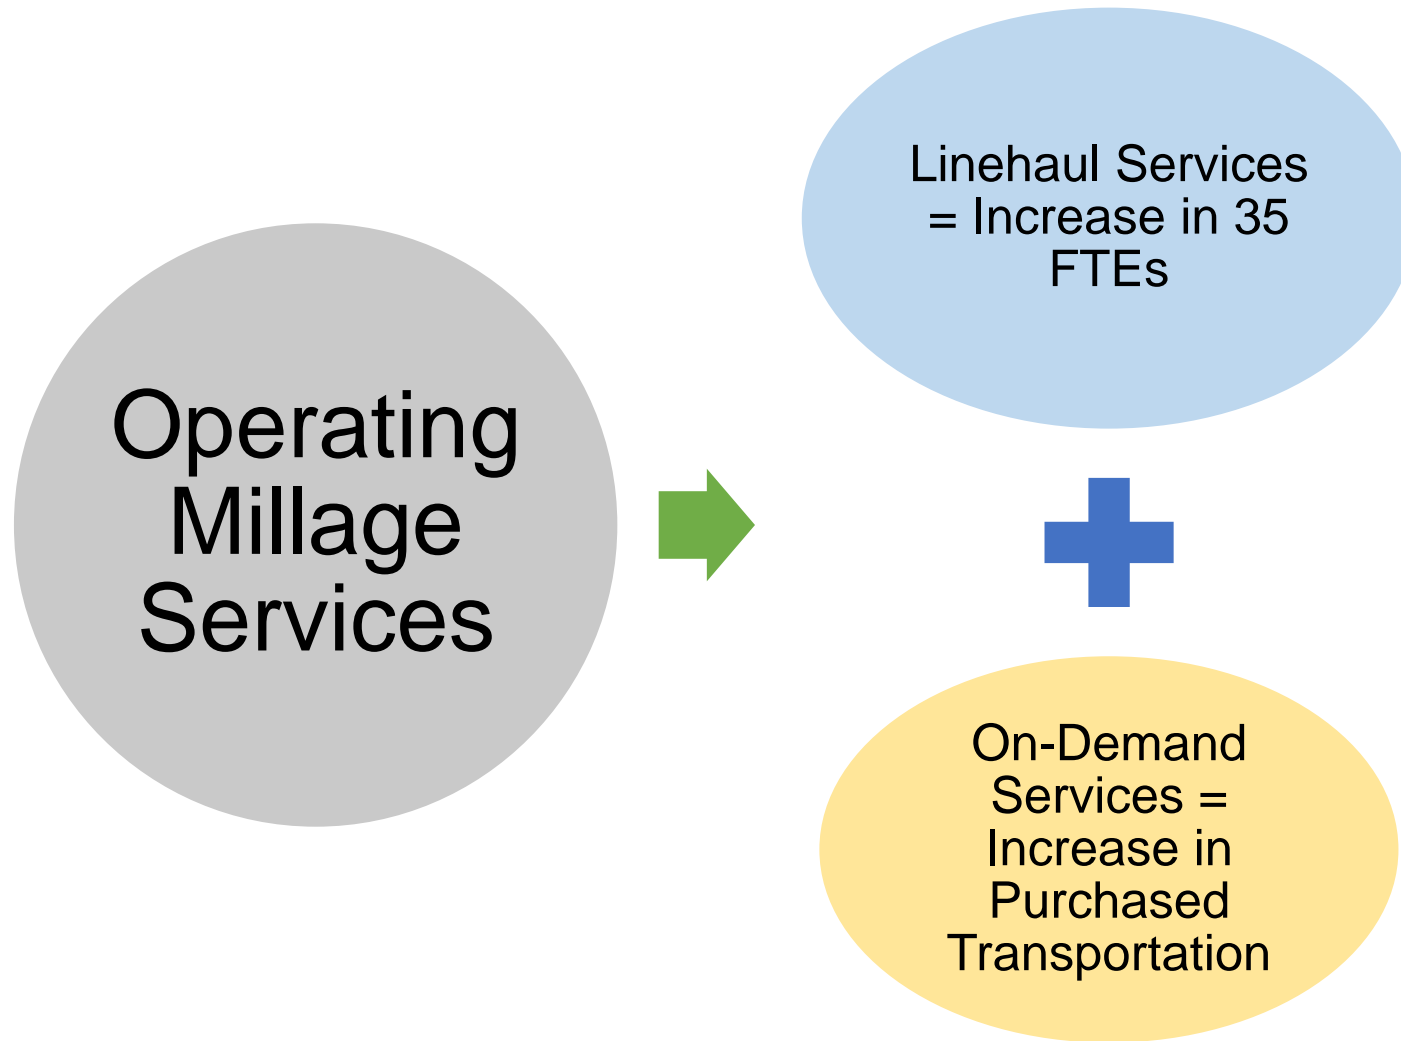 Operating
Millage
Services
Linehaul Services
= Increase in 35
FTEs
On-Demand
Services =
Increase in
Purchased
Transportation